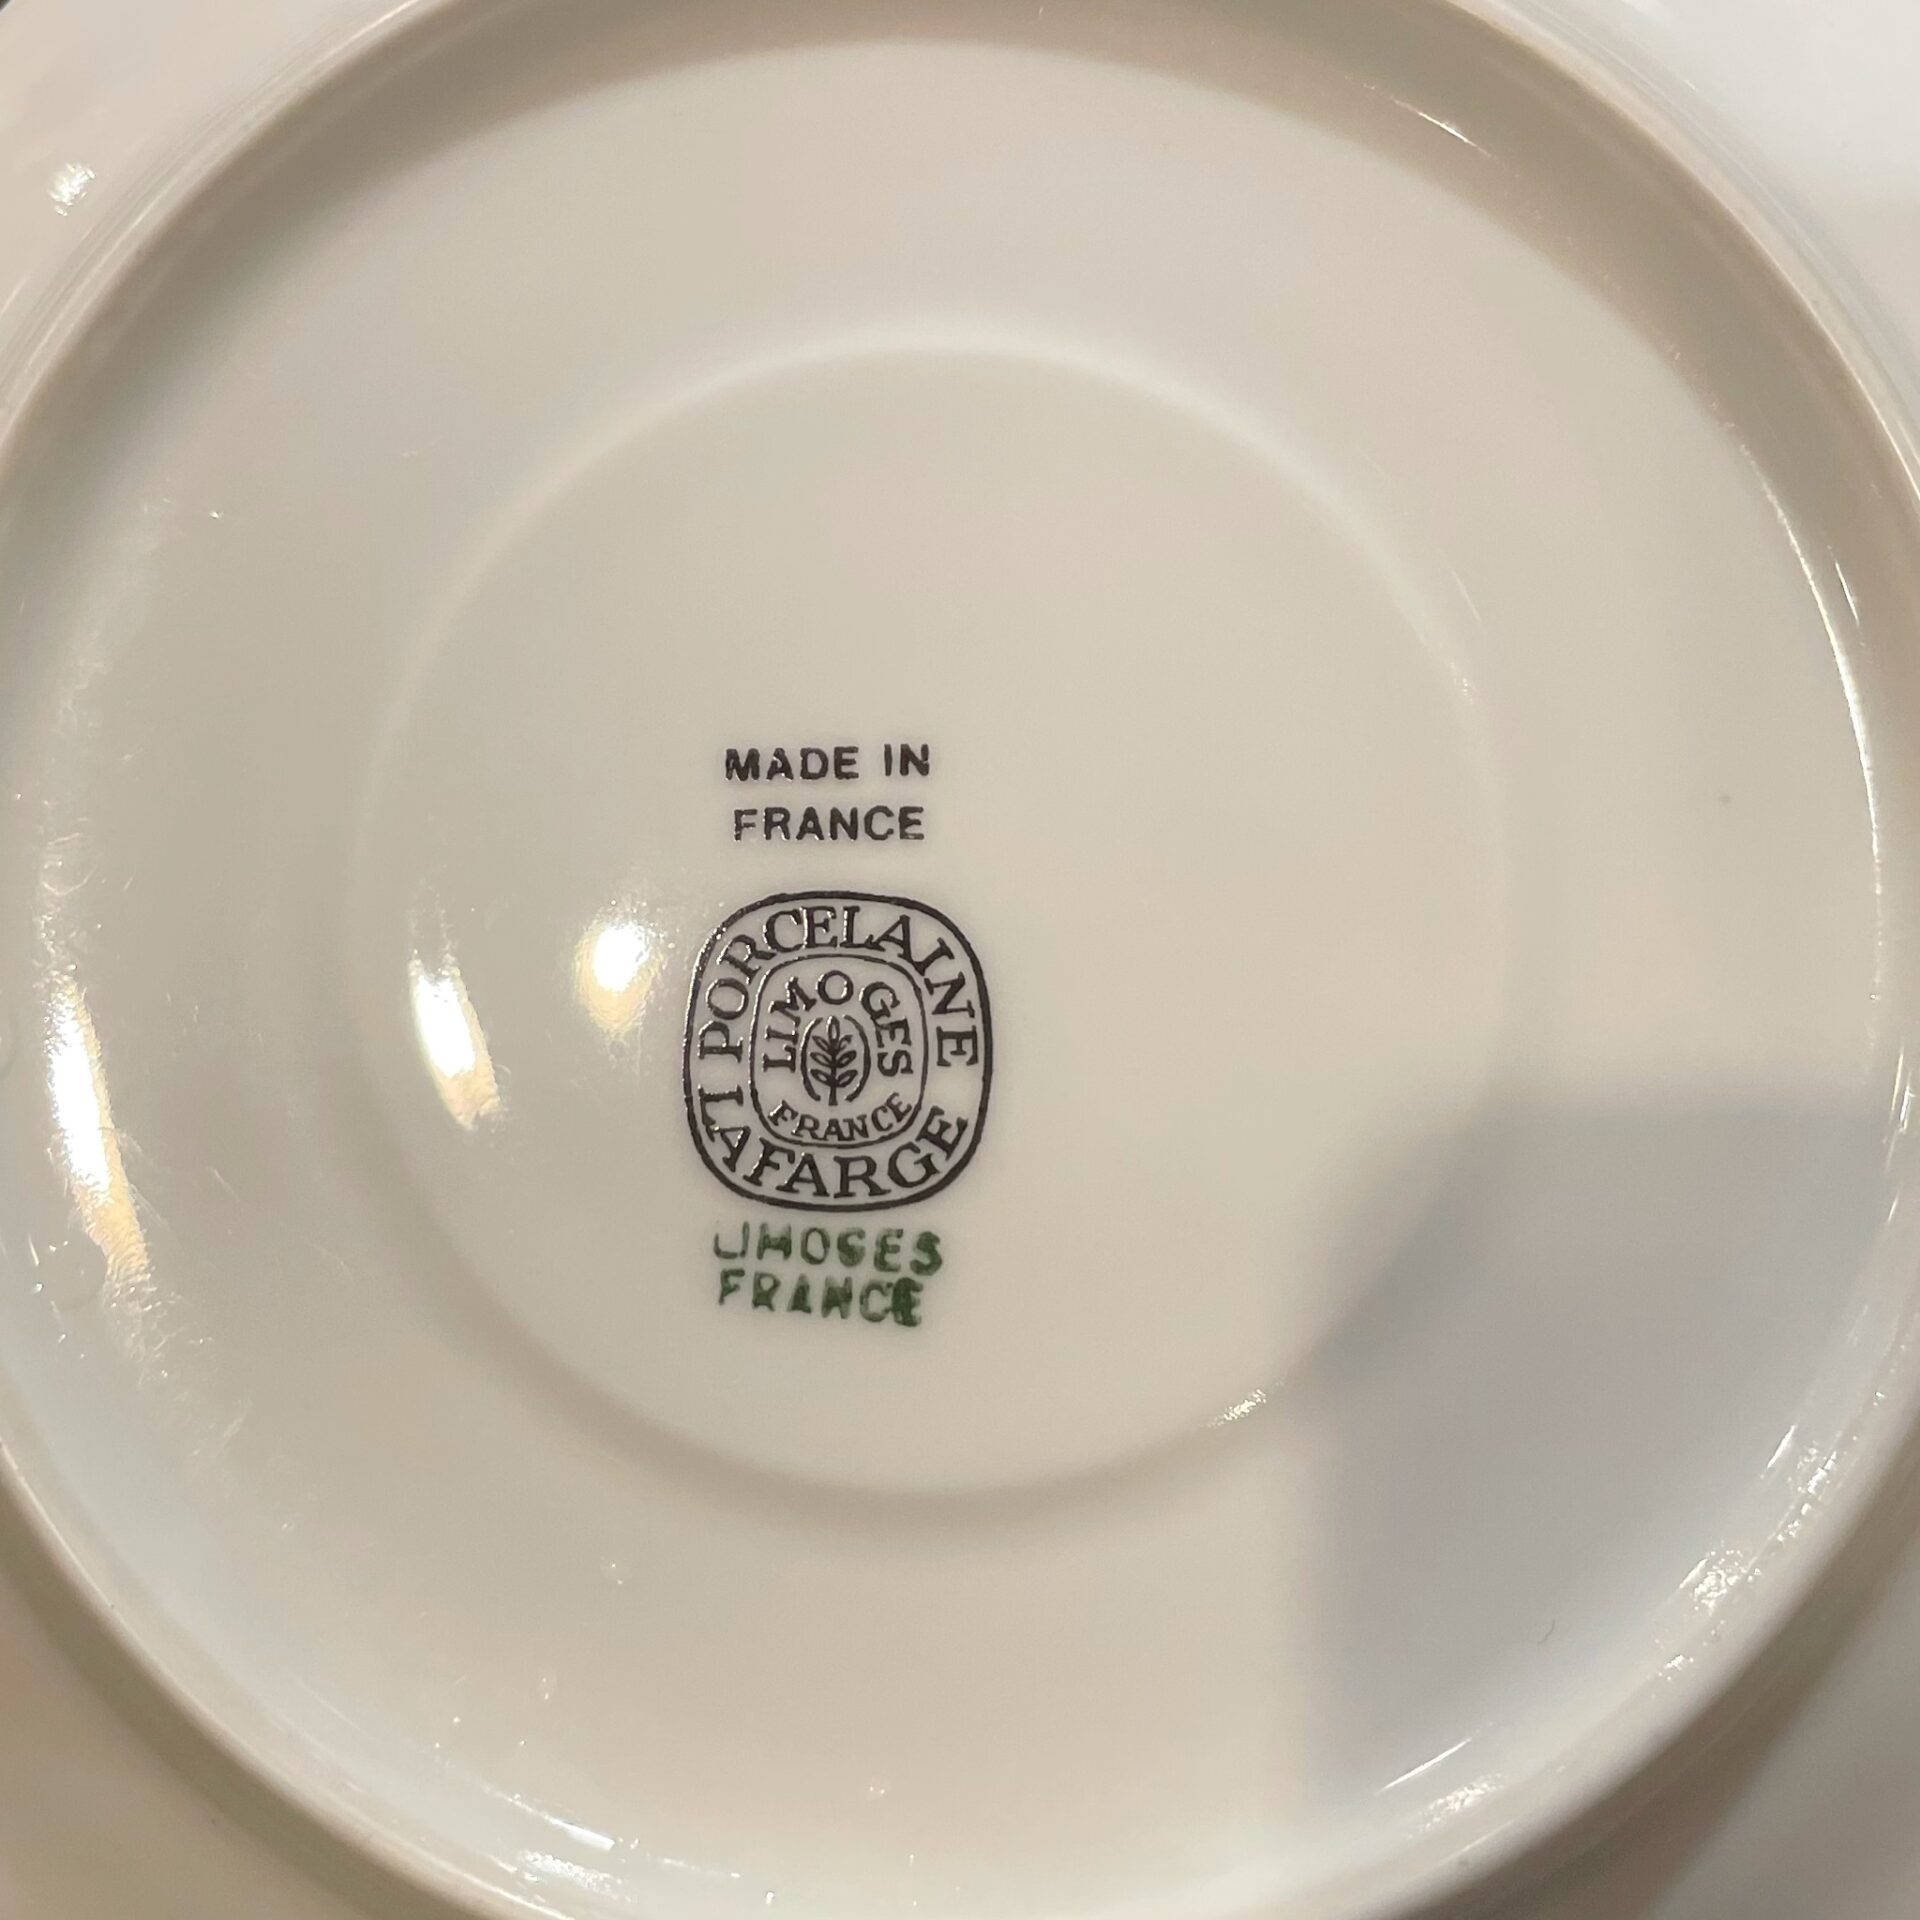 MADE IN
FRANCE
PORCELAINE
LIMOGES
FRANCE
LAFARGE
LIMOGES
FRANCE